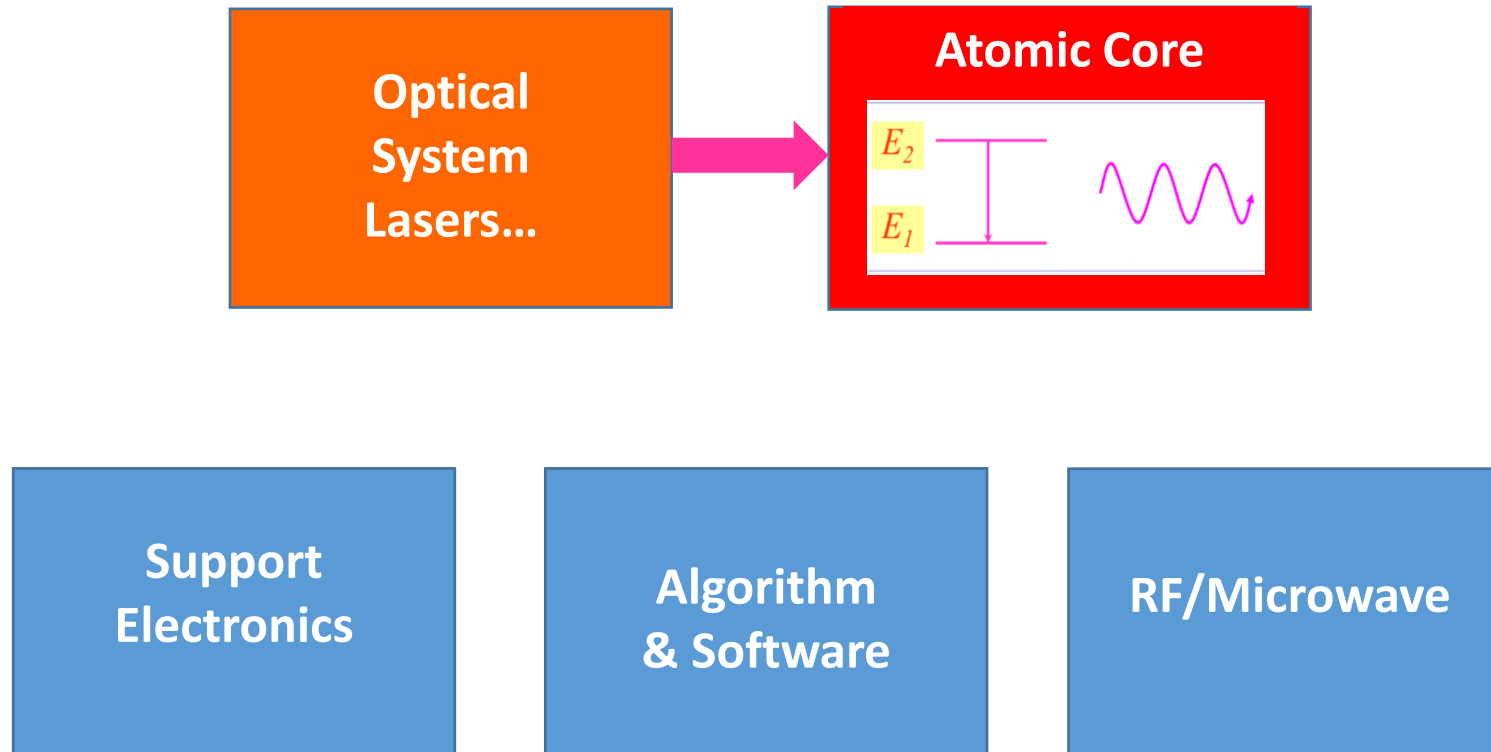 Optical
System
Lasers…
Atomic Core
E2
E1
Support
Electronics
Algorithm
& Software
RF/Microwave